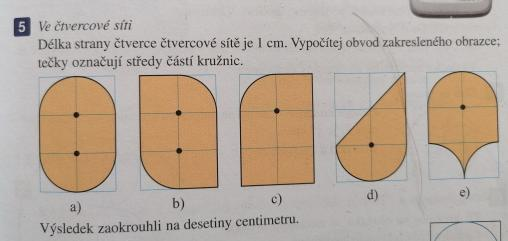 5 Ve čtvercové síti
Délka strany čtverce čtvercové sítě je 1 cm. Vypočítej obvod zakresleného obrazce;
tečky označují středy částí kružnic.
a) b) c) d) e)
Výsledek zaokrouhli na desetiny centimetru.